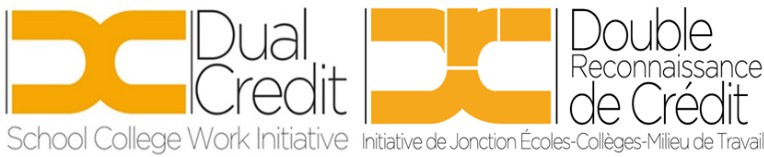 Dual
Credit
School College Work Initiative
Double
Reconnaissance
de Crédit
Initiative de Jonction Écoles-Collèges-Milieu de Travail